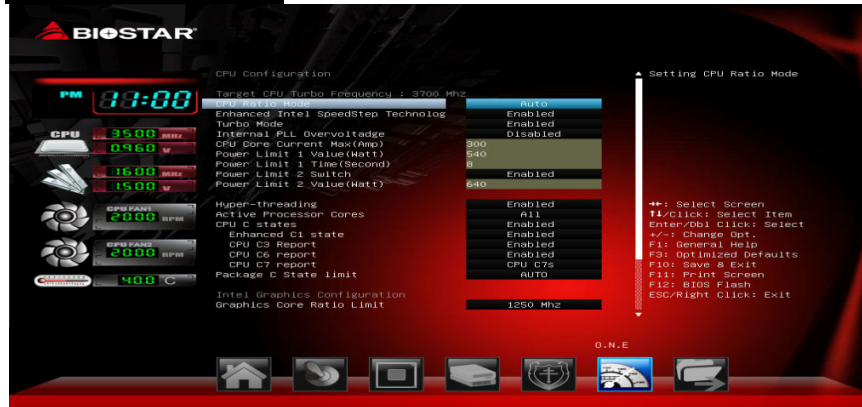 BIOSTAR
CPU Configuration
Setting CPU Ratio Mode
PM 11:00
Target CPU Turbo Frequency : 3700 Mhz
CPU Ratio Mode Auto
Enhanced Intel SpeedStep Technolog Enabled
Turbo Mode Enabled
Internal PLL Overvoltadge Disabled
CPU Core Current Max(Amp) 300
Power Limit 1 Value(Watt) 540
Power Limit 1 Time(Second) 8
Power Limit 2 Switch Enabled
Power Limit 2 Value(Watt) 640
CPU 3500 MHz
0.960 V
1600 MHz
1.500 V
CPU FAN1
2000 RPM
CPU FAN2
2000 RPM
40.0 C
Hyper-threading Enabled
Active Processor Cores All
CPU C states Enabled
Enhanced C1 state Enabled
CPU C3 Report Enabled
CPU C6 report Enabled
CPU C7 report CPU C7s
Package C State limit AUTO
Intel Graphics Configuration
Graphics Core Ratio Limit 1250 Mhz
→←: Select Screen
↑↓/Click: Select Item
Enter/Dbl Click: Select
+/-: Change Opt.
F1: General Help
F3: Optimized Defaults
F10: Save & Exit
F11: Print Screen
F12: BIOS Flash
ESC/Right Click: Exit
O.N.E